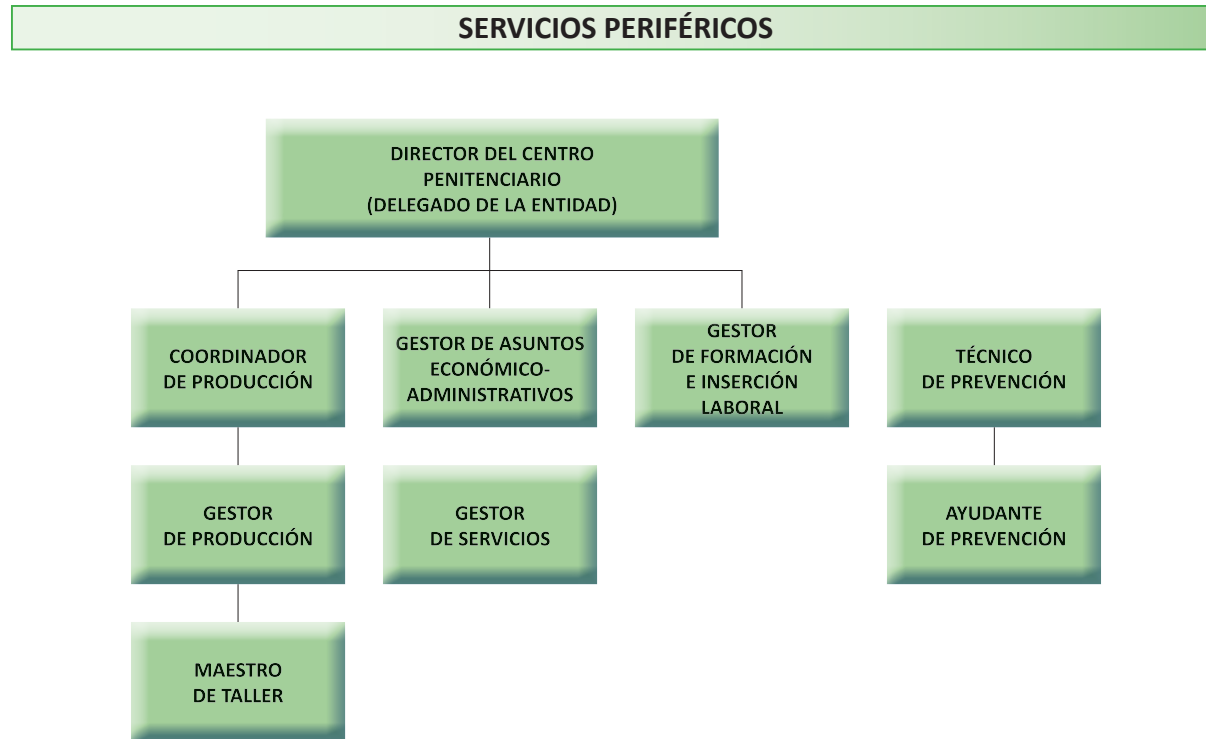 SERVICIOS PERIFÉRICOS
DIRECTOR DEL CENTRO
PENITENCIARIO
(DELEGADO DE LA ENTIDAD)
COORDINADOR
DE PRODUCCIÓN
GESTOR DE ASUNTOS
ECONÓMICO-
ADMINISTRATIVOS
GESTOR
DE FORMACIÓN
E INSERCIÓN
LABORAL
TÉCNICO
DE PREVENCIÓN
GESTOR
DE PRODUCCIÓN
GESTOR
DE SERVICIOS
AYUDANTE
DE PREVENCIÓN
MAESTRO
DE TALLER